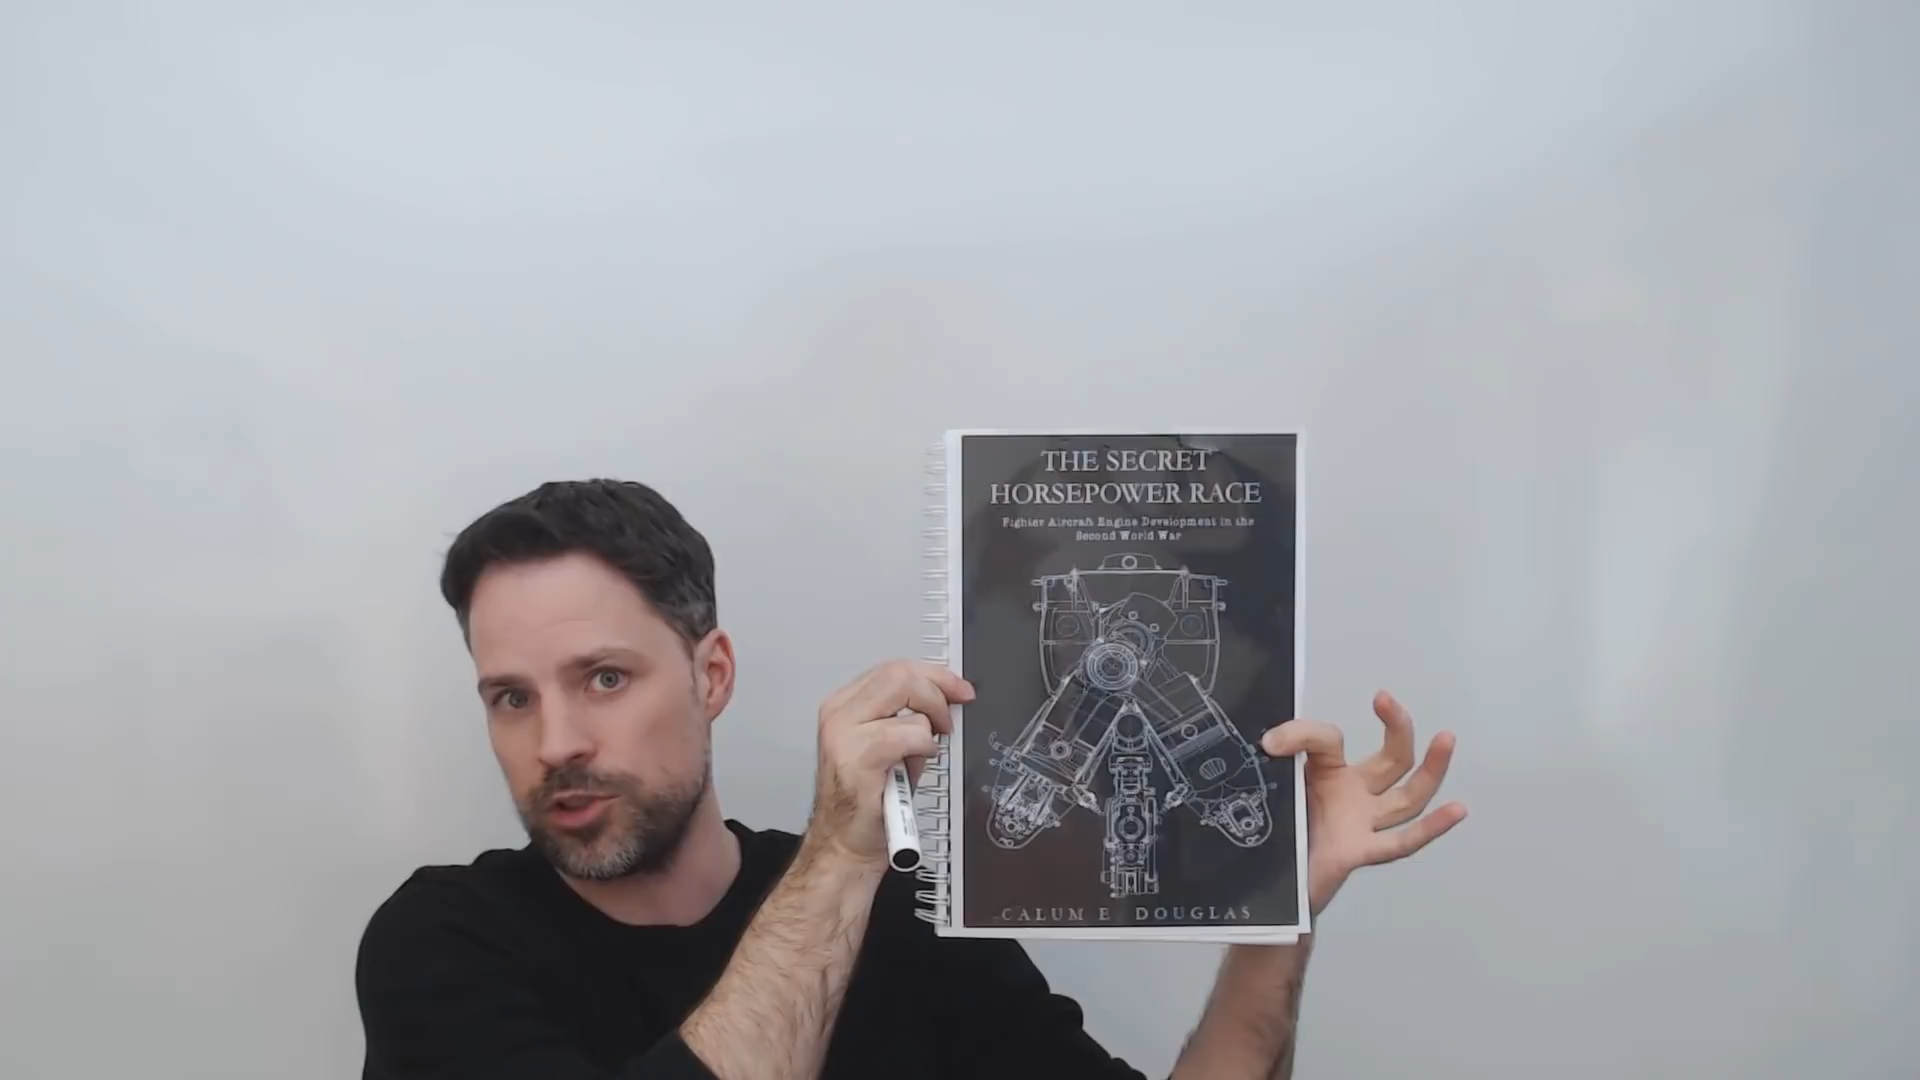 THE SECRET
HORSEPOWER RACE
Fighter Aircraft Engine Development in the
Second World War
CALUM E DOUGLAS